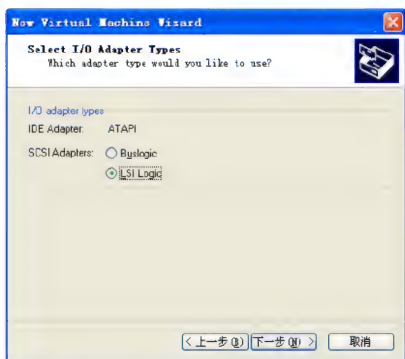 New Virtual Machine Wizard
Select I/O Adapter Types
Which adapter type would you like to use?
I/O adapter types
IDE Adapter: ATAPI
SCSI Adapters: Buslogic
LSI Logic
< 上一步(B) 下一步(N) > 取消